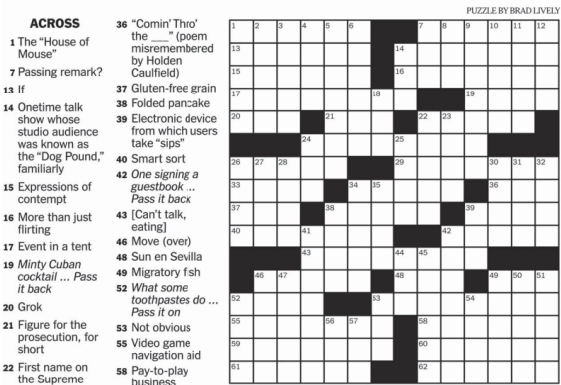 PUZZLE BY BRAD LIVELY
ACROSS
1 The "House of
Mouse"
7 Passing remark?
13 If
14 Onetime talk
show whose
studio audience
was known as
the "Dog Pound,"
familiarly
15 Expressions of
contempt
16 More than just
flirting
17 Event in a tent
19 Minty Cuban
cocktail ... Pass
it back
20 Grok
21 Figure for the
prosecution, for
short
22 First name on
the Supreme
36 "Comin' Thro'
the ___" (poem
misremembered
by Holden
Caulfield)
37 Gluten-free grain
38 Folded pancake
39 Electronic device
from which users
take "sips"
40 Smart sort
42 One signing a
guestbook ...
Pass it back
43 [Can't talk,
eating]
46 Move (over)
48 Sun en Sevilla
49 Migratory fish
52 What some
toothpastes do ...
Pass it on
53 Not obvious
55 Video game
navigation aid
58 Pay-to-play
business
1 2 3 4 5 6 7 8 9 10 11 12
13 14
15 16
17 18 19
20 21 22 23
24 25
26 27 28 29 30 31 32
33 34 35 36
37 38 39
40 41 42
43 44 45
46 47 48 49 50 51
52 53 54
55 56 57 58
59 60
61 62